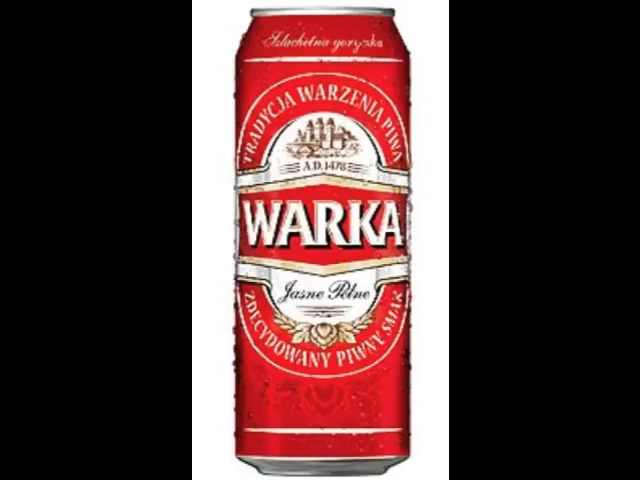 Szlachetna goryczka
TRADYCJA WARZENIA PIWA
A.D. 1478
WARKA
Jasne Pełne
ZDECYDOWANY PIWNY SMAK